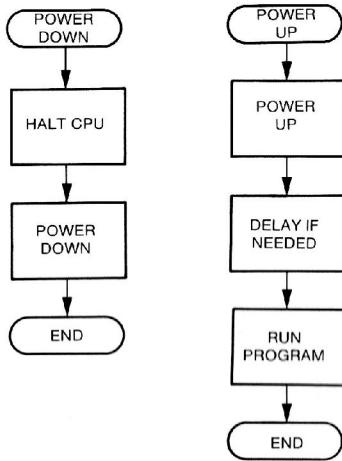 POWER
DOWN
HALT CPU
POWER
DOWN
END
POWER
UP
POWER
UP
DELAY IF
NEEDED
RUN
PROGRAM
END